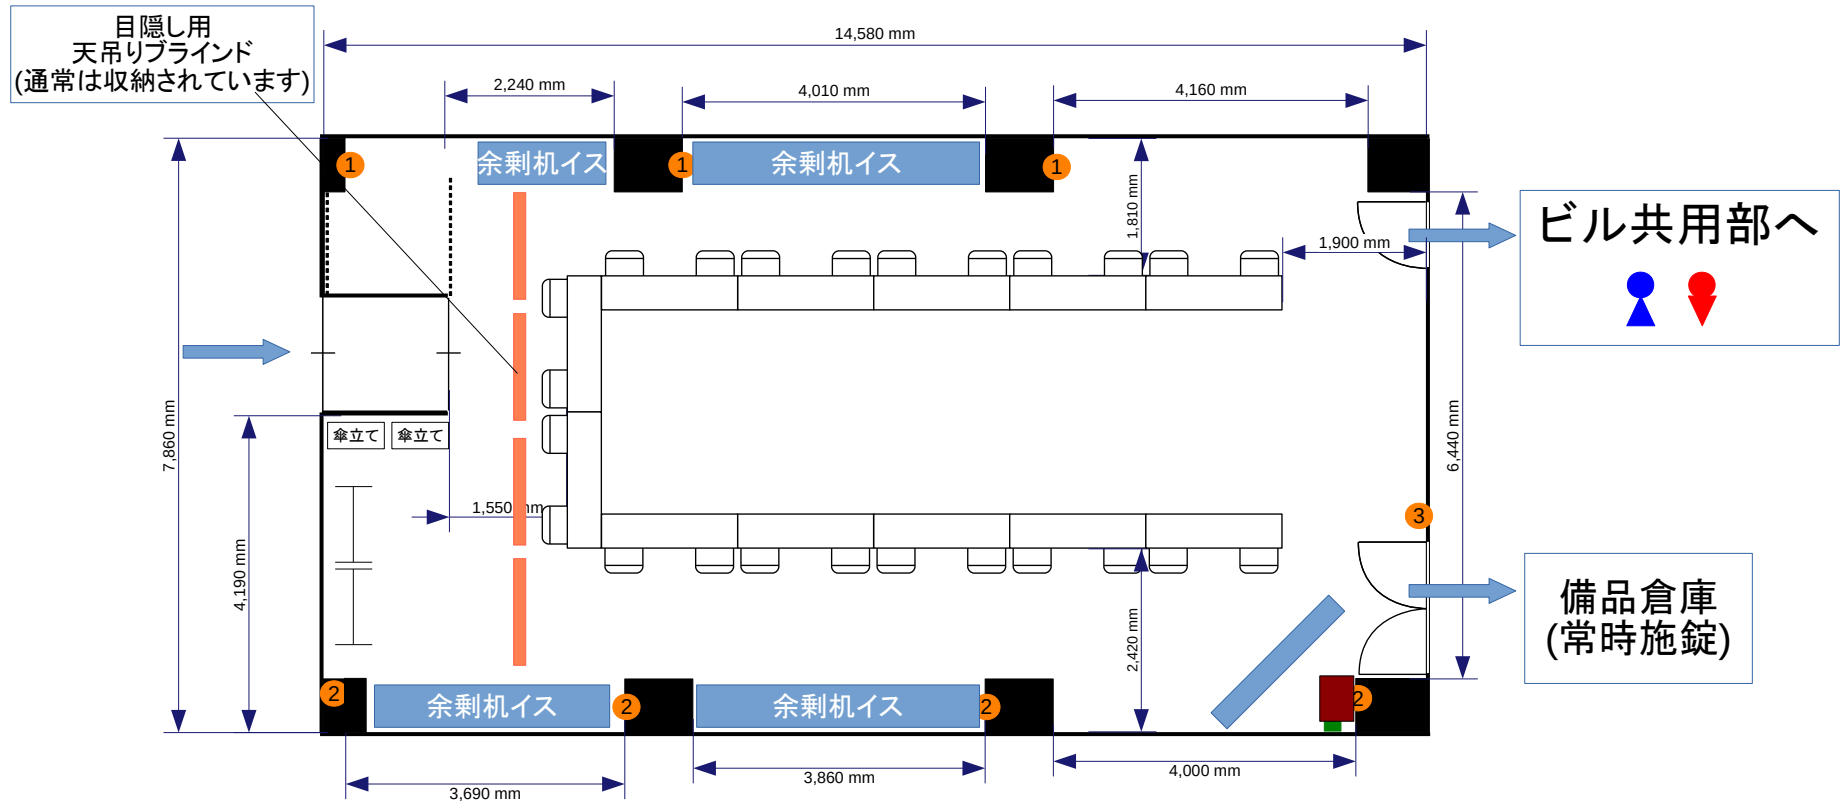 目隠し用
天吊りブラインド
(通常は収納されています)
14,580 mm
2,240 mm
4,010 mm
4,160 mm
1
余剰机イス
1
余剰机イス
1
1,810 mm
1,900 mm
ビル共用部へ
7,860 mm
傘立て
傘立て
4,190 mm
1,550 mm
6,440 mm
3
備品倉庫
(常時施錠)
2,420 mm
2
余剰机イス
2
余剰机イス
2
2
3,690 mm
3,860 mm
4,000 mm